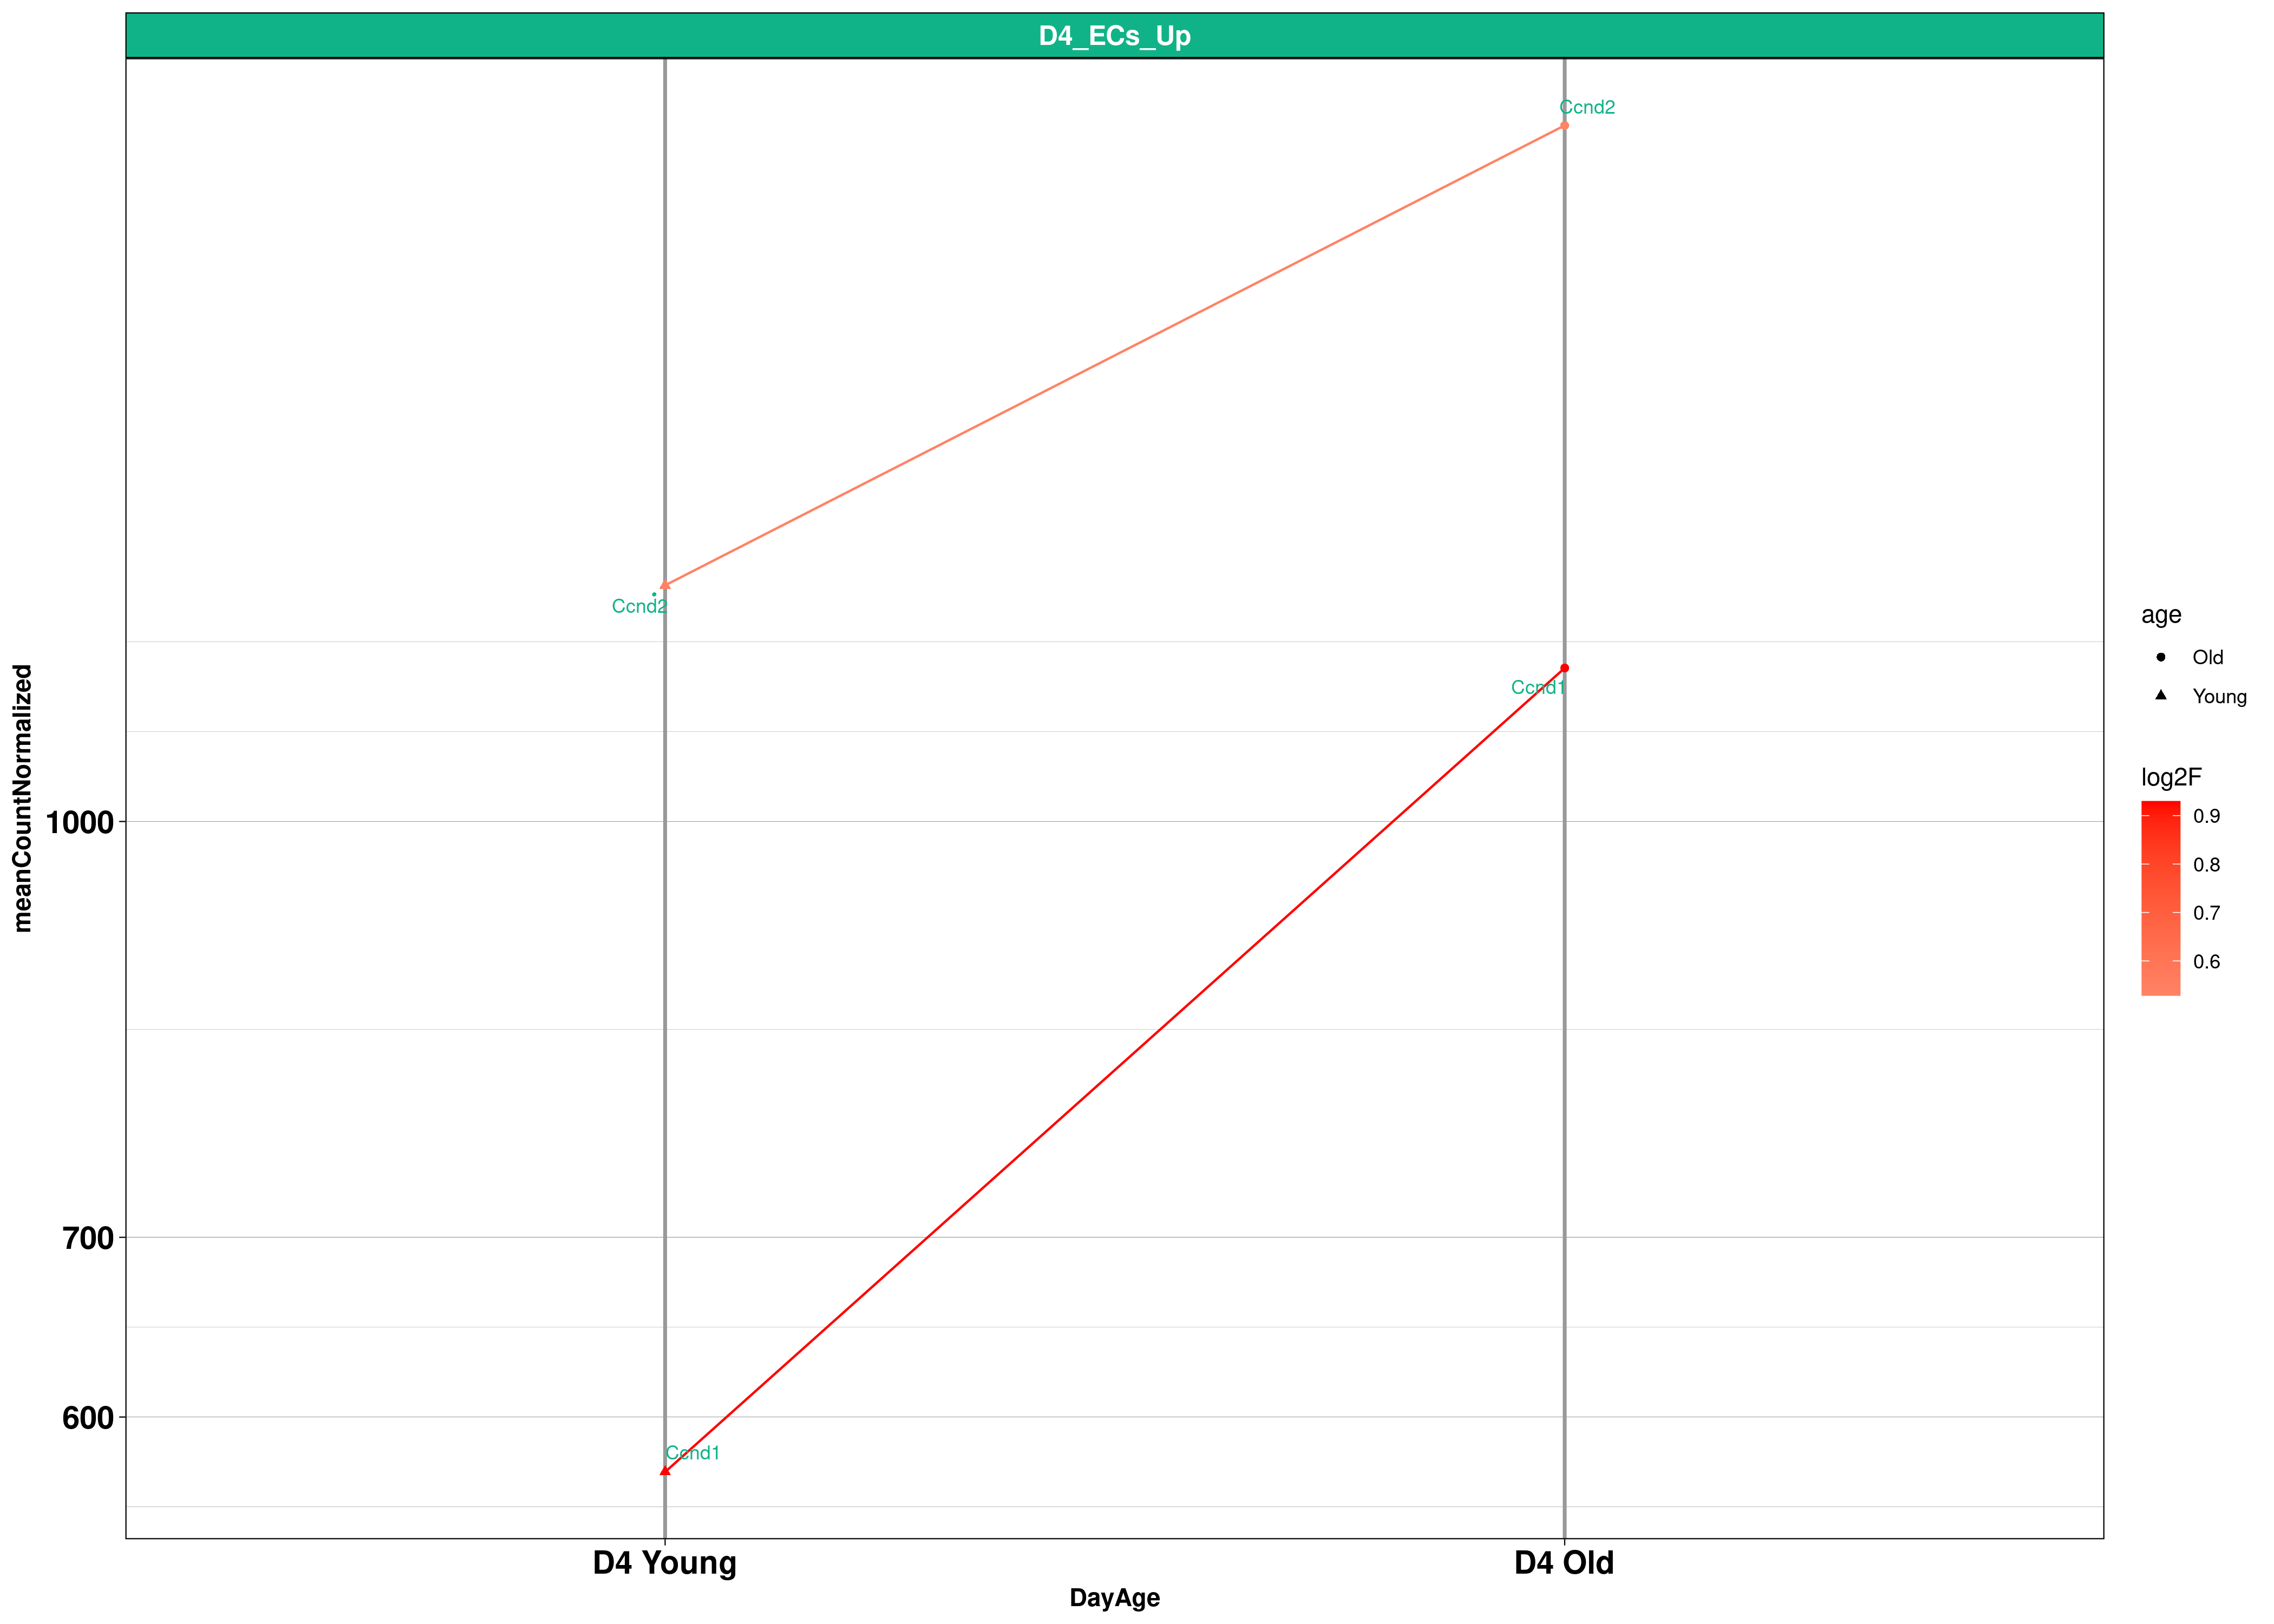 D4_ECs_Up
Ccnd2
Ccnd2
Ccnd1
Ccnd1
meanCountNormalized
1000
700
600
D4 Young
D4 Old
DayAge
age
Old
Young
log2F
0.9
0.8
0.7
0.6